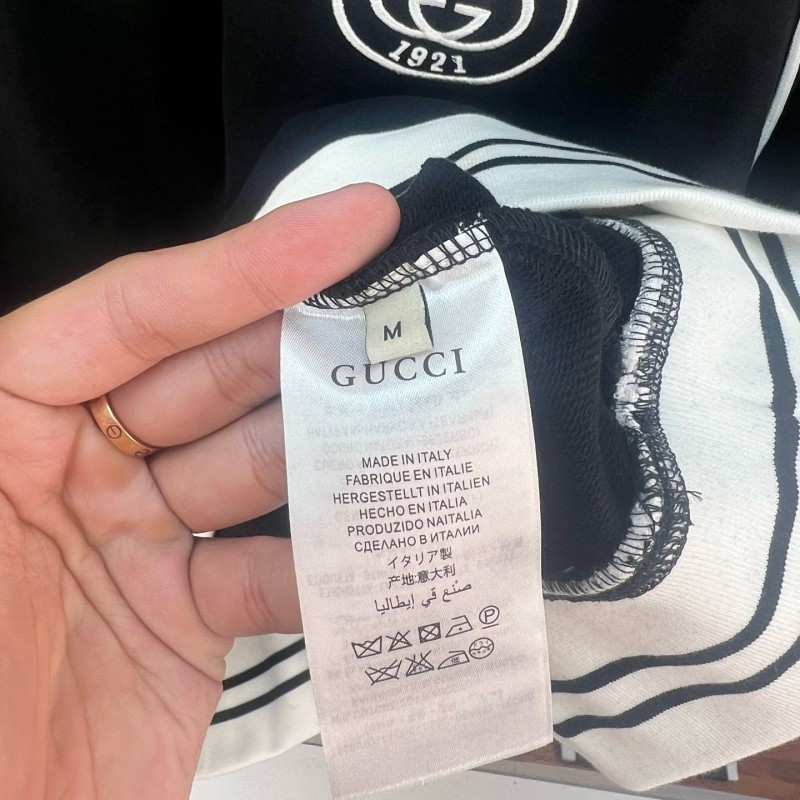 1921
M
GUCCI
MADE IN ITALY
FABRIQUE EN ITALIE
HERGESTELLT IN ITALIEN
HECHO EN ITALIA
PRODUZIDO NAITALIA
СДЕЛАНО В ИТАЛИИ
イタリア製
产地:意大利
صنع في إيطاليا